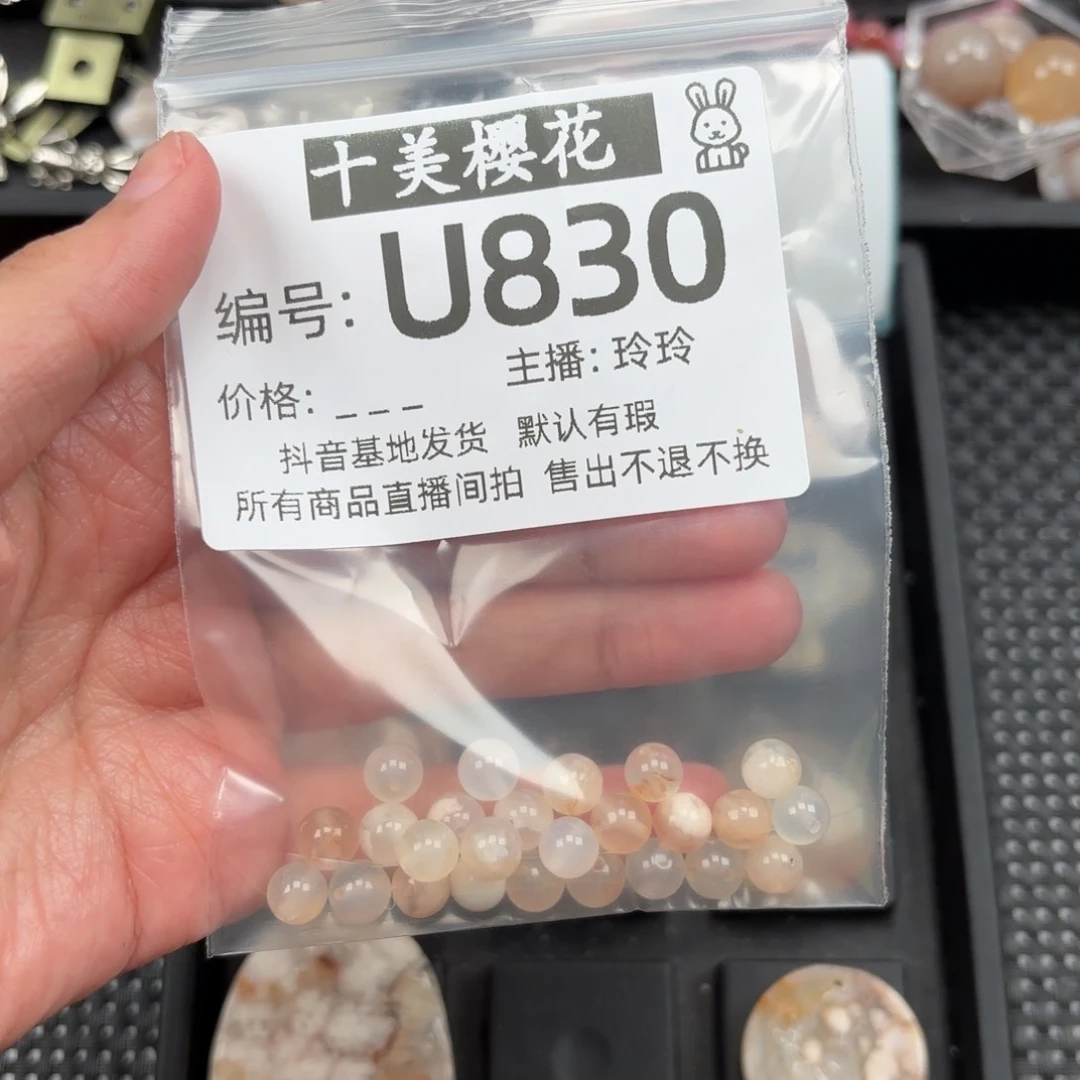 十美樱花
编号：U830
主播：玲玲
价格：_ _ _
抖音基地发货 默认有瑕
所有商品直播间拍 售出不退不换